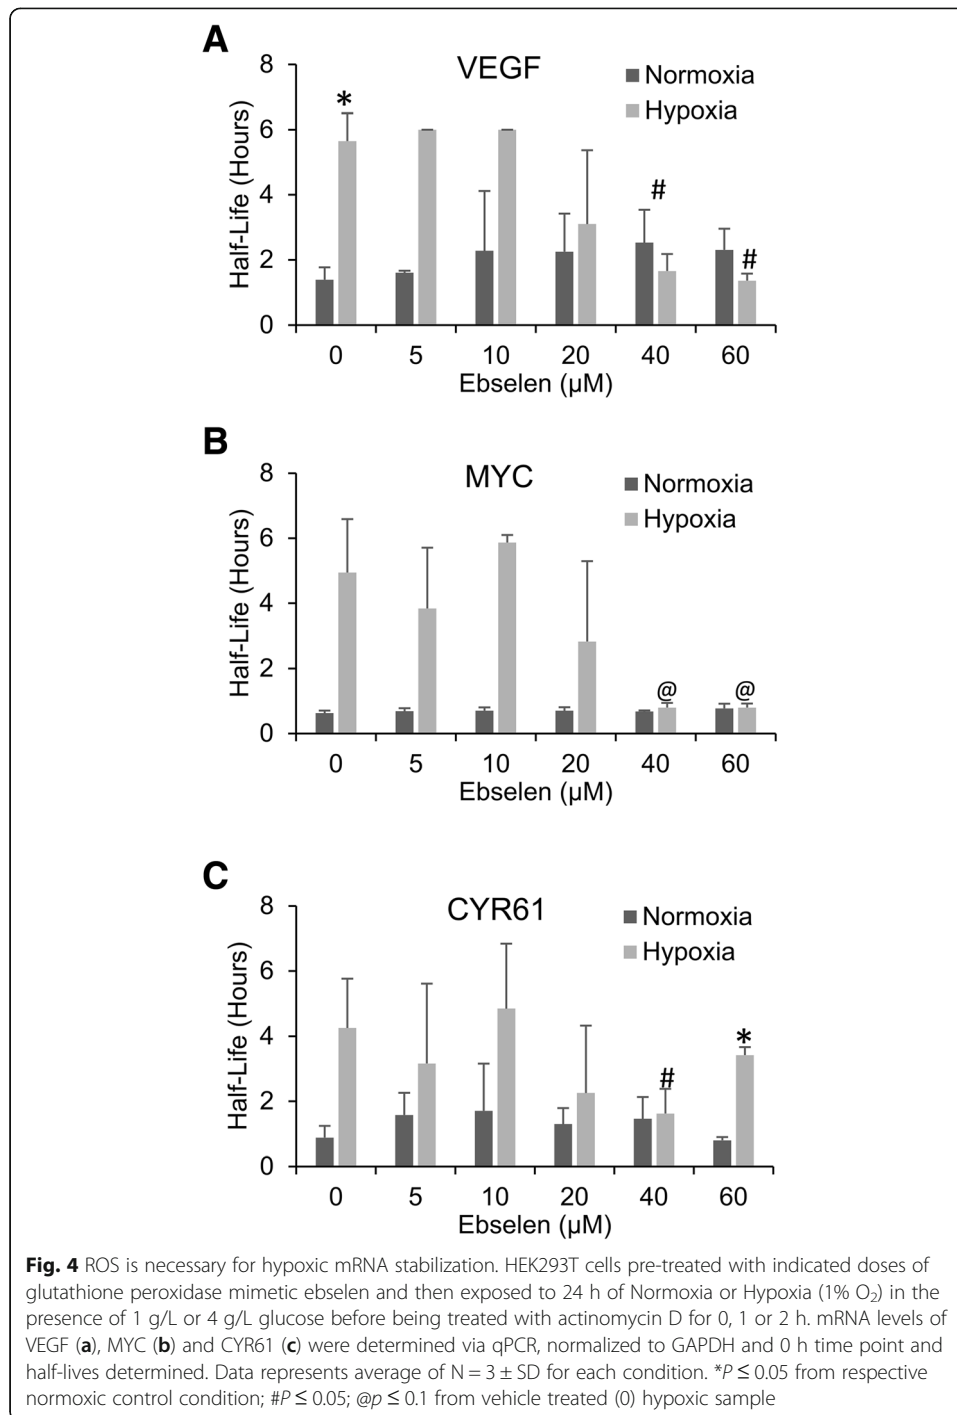 A
VEGF
Normoxia
Hypoxia
Half-Life (Hours)
8
6
4
2
0
*
#
#
0 5 10 20 40 60
Ebselen (µM)
B
MYC
Normoxia
Hypoxia
Half-Life (Hours)
8
6
4
2
0
@ @
0 5 10 20 40 60
Ebselen (µM)
C
CYR61
Normoxia
Hypoxia
Half-Life (Hours)
8
6
4
2
0
*
#
0 5 10 20 40 60
Ebselen (µM)
Fig. 4 ROS is necessary for hypoxic mRNA stabilization. HEK293T cells pre-treated with indicated doses of
glutathione peroxidase mimetic ebselen and then exposed to 24 h of Normoxia or Hypoxia (1% O₂) in the
presence of 1 g/L or 4 g/L glucose before being treated with actinomycin D for 0, 1 or 2 h. mRNA levels of
VEGF (a), MYC (b) and CYR61 (c) were determined via qPCR, normalized to GAPDH and 0 h time point and
half-lives determined. Data represents average of N = 3 ± SD for each condition. *P ≤ 0.05 from respective
normoxic control condition; #P ≤ 0.05; @p ≤ 0.1 from vehicle treated (0) hypoxic sample